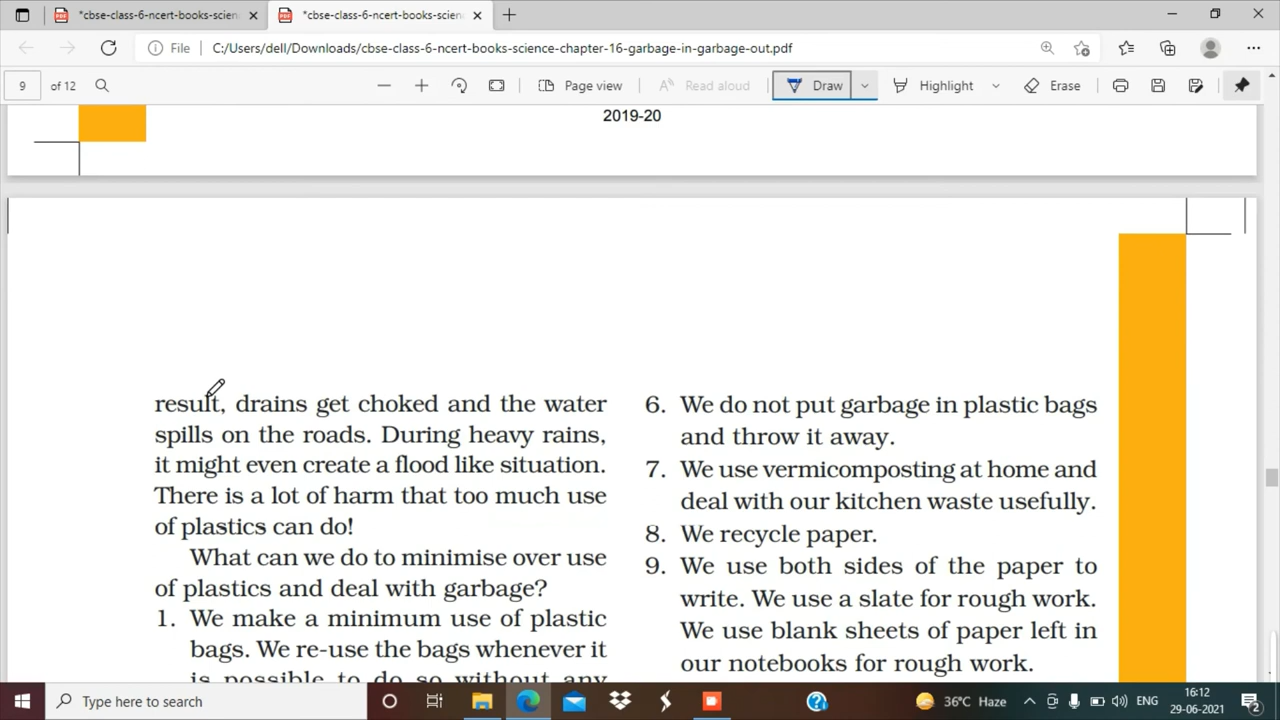 *cbse-class-6-ncert-books-scien
*cbse-class-6-ncert-books-scien
File
C:/Users/dell/Downloads/cbse-class-6-ncert-books-science-chapter-16-garbage-in-garbage-out.pdf
9 of 12
Page view
Read aloud
Draw
Highlight
Erase
2019-20
result, drains get choked and the water
spills on the roads. During heavy rains,
it might even create a flood like situation.
There is a lot of harm that too much use
of plastics can do!
What can we do to minimise over use
of plastics and deal with garbage?
1. We make a minimum use of plastic
bags. We re-use the bags whenever it
is possible to do so without any
6. We do not put garbage in plastic bags
and throw it away.
7. We use vermicomposting at home and
deal with our kitchen waste usefully.
8. We recycle paper.
9. We use both sides of the paper to
write. We use a slate for rough work.
We use blank sheets of paper left in
our notebooks for rough work.
Type here to search
36°C Haze
ENG
16:12
29-06-2021
2